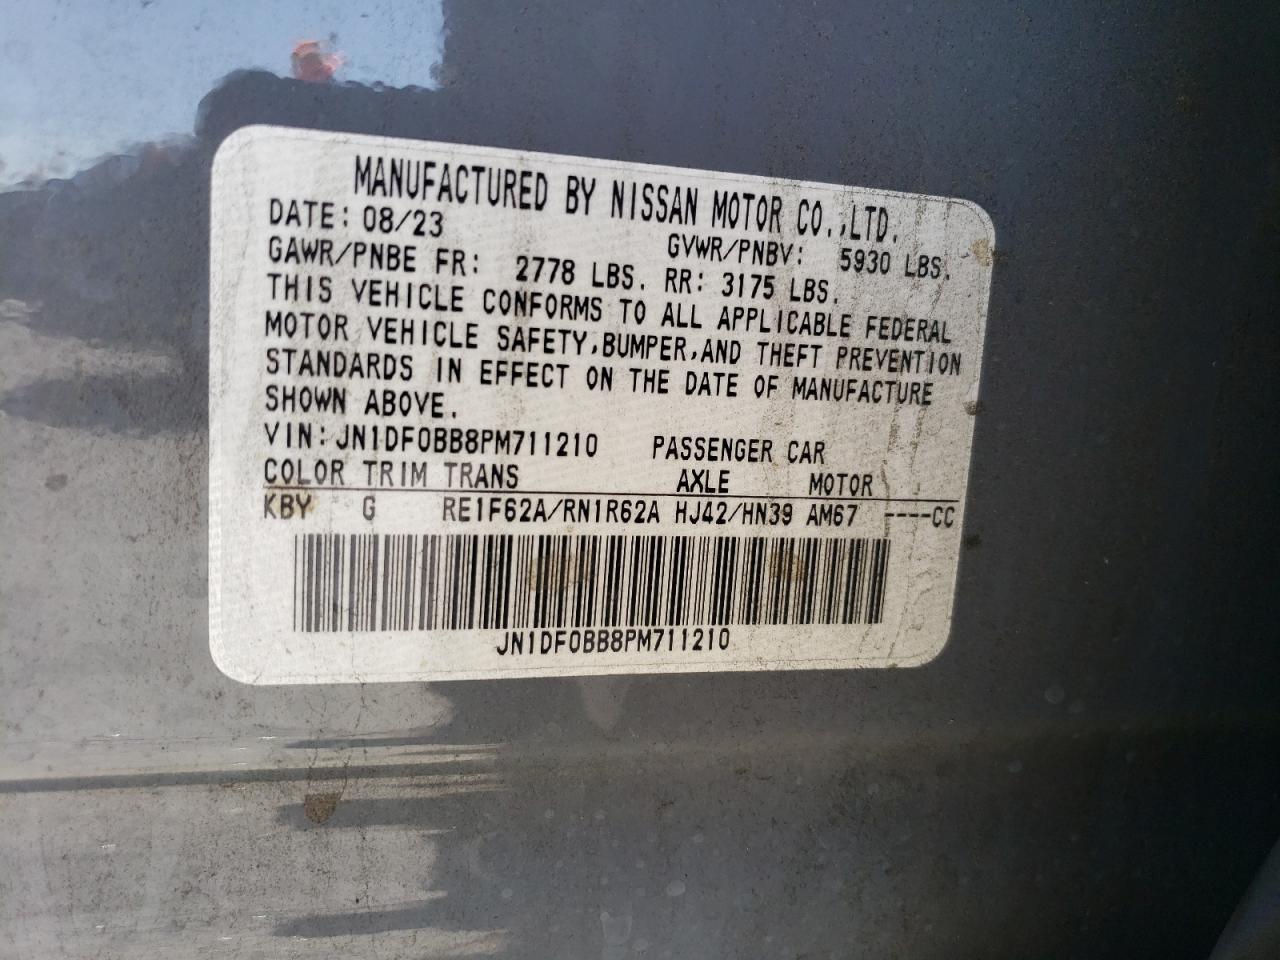 MANUFACTURED BY NISSAN MOTOR CO.,LTD.
DATE: 08/23 GVWR/PNBV: 5930 LBS.
GAWR/PNBE FR: 2778 LBS. RR: 3175 LBS.
THIS VEHICLE CONFORMS TO ALL APPLICABLE FEDERAL
MOTOR VEHICLE SAFETY,BUMPER,AND THEFT PREVENTION
STANDARDS IN EFFECT ON THE DATE OF MANUFACTURE
SHOWN ABOVE.
VIN: JN1DF0BB8PM711210 PASSENGER CAR
COLOR TRIM TRANS AXLE MOTOR
KBY G RE1F62A/RN1R62A HJ42/HN39 AM67 ----CC
JN1DF0BB8PM711210